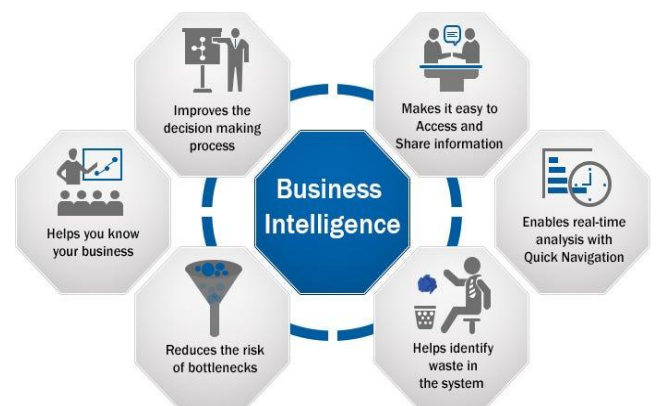 Improves the
decision making
process
Makes it easy to
Access and
Share information
Helps you know
your business
Business
Intelligence
Enables real-time
analysis with
Quick Navigation
Reduces the risk
of bottlenecks
Helps identify
waste in
the system